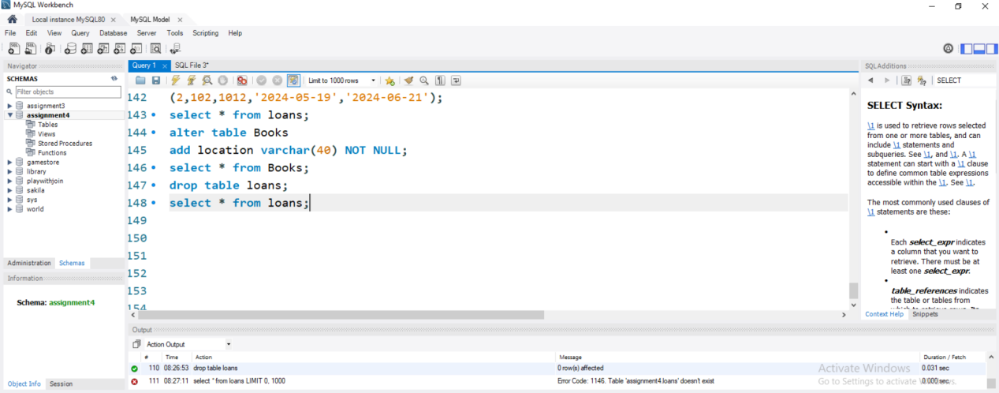 MySQL Workbench
Local instance MySQL80 × MySQL Model ×
File Edit View Query Database Server Tools Scripting Help
Navigator
SCHEMAS
Filter objects
assignment3
assignment4
Tables
Views
Stored Procedures
Functions
gamestore
library
playwithjoin
sakila
sys
world
Administration Schemas
Information
Schema: assignment4
Object Info Session
Query 1 × SQL File 3*
Limit to 1000 rows
142 (2,102,1012,'2024-05-19','2024-06-21');
143 select * from loans;
144 alter table Books
145 add location varchar(40) NOT NULL;
146 select * from Books;
147 drop table loans;
148 select * from loans;
149
150
151
152
153
154
SQLAdditions
SELECT
SELECT Syntax:
\1 is used to retrieve rows selected
from one or more tables, and can
include \1 statements and
subqueries. See \1, and \1. A \1
statement can start with a \1 clause
to define common table expressions
accessible within the \1. See \1.
The most commonly used clauses of
\1 statements are these:
• Each select_expr indicates
a column that you want to
retrieve. There must be at
least one select_expr.
• table_references indicates
the table or tables from
which to retrieve rows. Its
Context Help Snippets
Output
Action Output
# Time Action Message Duration / Fetch
110 08:26:53 drop table loans 0 row(s) affected 0.031 sec
111 08:27:11 select * from loans LIMIT 0, 1000 Error Code: 1146. Table 'assignment4.loans' doesn't exist 0.000 sec
Activate Windows
Go to Settings to activate Windows.